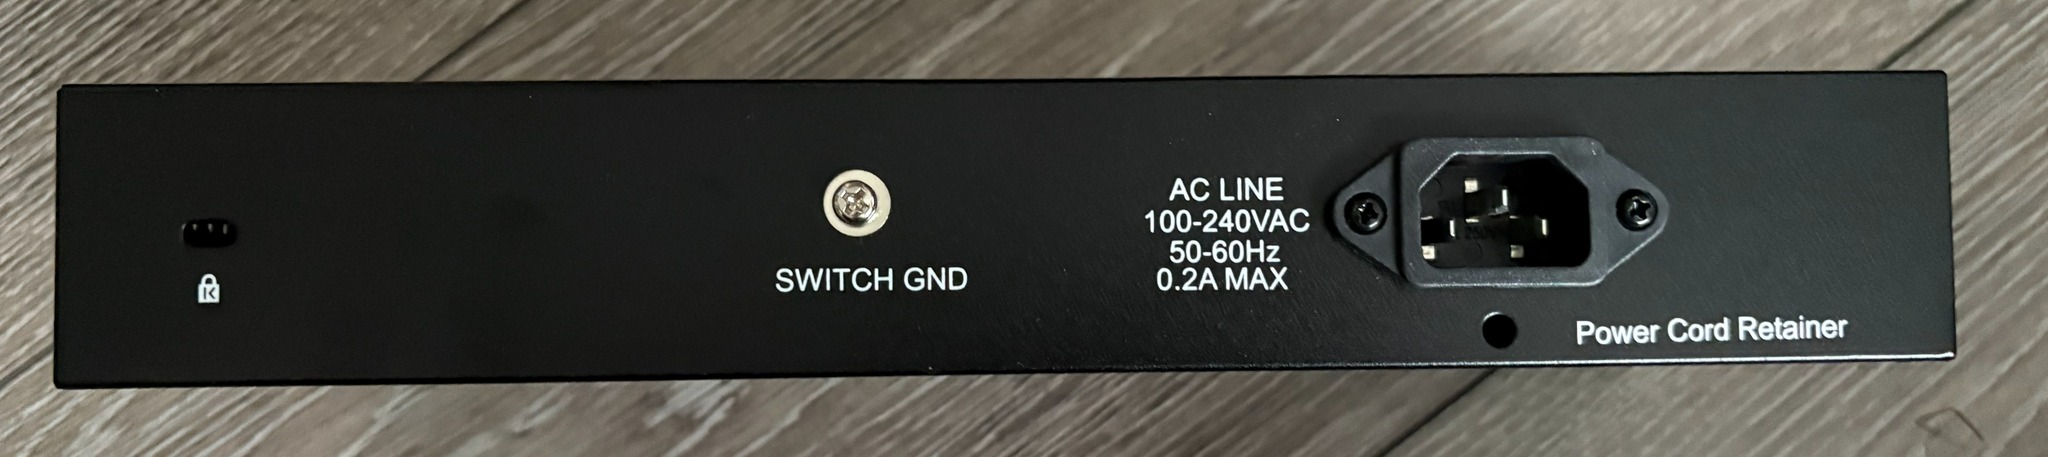 SWITCH GND
AC LINE
100-240VAC
50-60Hz
0.2A MAX
Power Cord Retainer
K